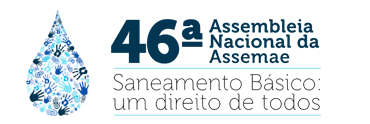 46ª Assembleia
Nacional da
Assemae
Saneamento Básico:
um direito de todos